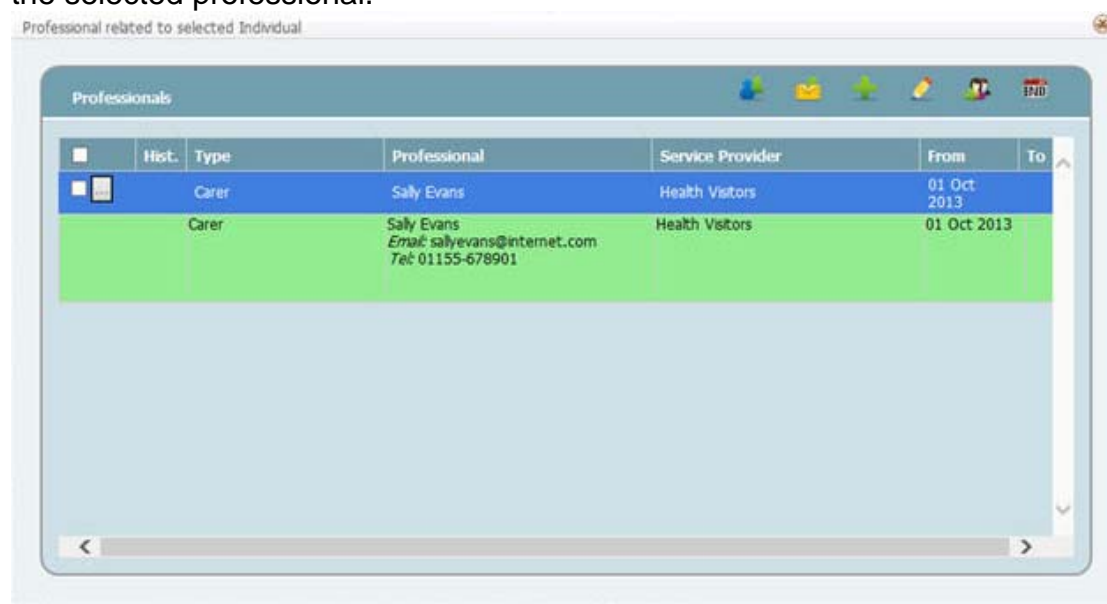 the selected professional.
Professional related to selected Individual
Professionals
END
Hist. Type Professional Service Provider From To
... Carer Sally Evans Health Visitors 01 Oct 2013
Carer Sally Evans Health Visitors 01 Oct 2013
Email: sallyevans@internet.com
Tel: 01155-678901